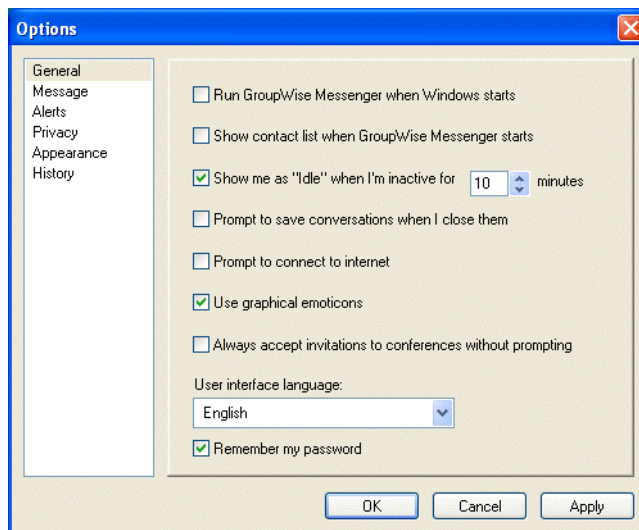 Options
General
Message
Alerts
Privacy
Appearance
History
Run GroupWise Messenger when Windows starts
Show contact list when GroupWise Messenger starts
Show me as "Idle" when I'm inactive for 10 minutes
Prompt to save conversations when I close them
Prompt to connect to internet
Use graphical emoticons
Always accept invitations to conferences without prompting
User interface language:
English
Remember my password
OK Cancel Apply